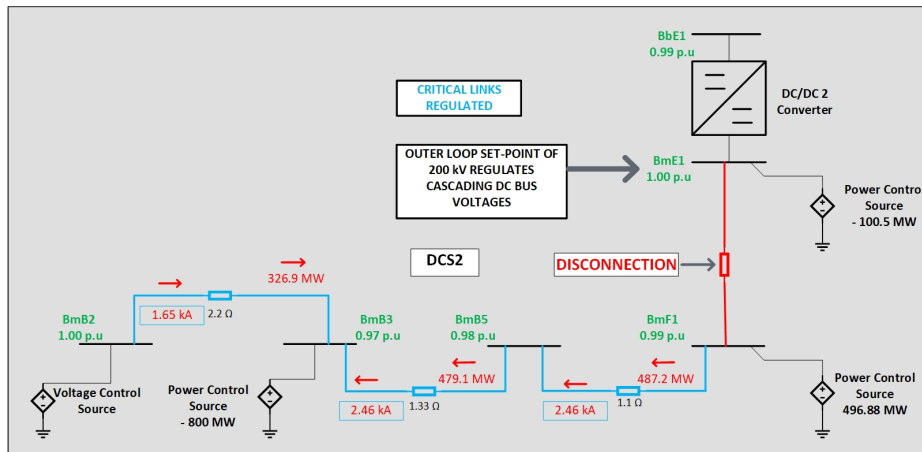 BbE1
0.99 p.u
CRITICAL LINKS
REGULATED
DC/DC 2
Converter
OUTER LOOP SET-POINT OF
200 kV REGULATES
CASCADING DC BUS
VOLTAGES
BmE1
1.00 p.u
Power Control
Source
- 100.5 MW
DCS2
DISCONNECTION
326.9 MW
1.65 kA
2.2 Ω
BmB2
1.00 p.u
BmB3
0.97 p.u
BmB5
0.98 p.u
BmF1
0.99 p.u
479.1 MW
487.2 MW
Voltage Control
Source
Power Control
Source
- 800 MW
2.46 kA
1.33 Ω
2.46 kA
1.1 Ω
Power Control
Source
496.88 MW